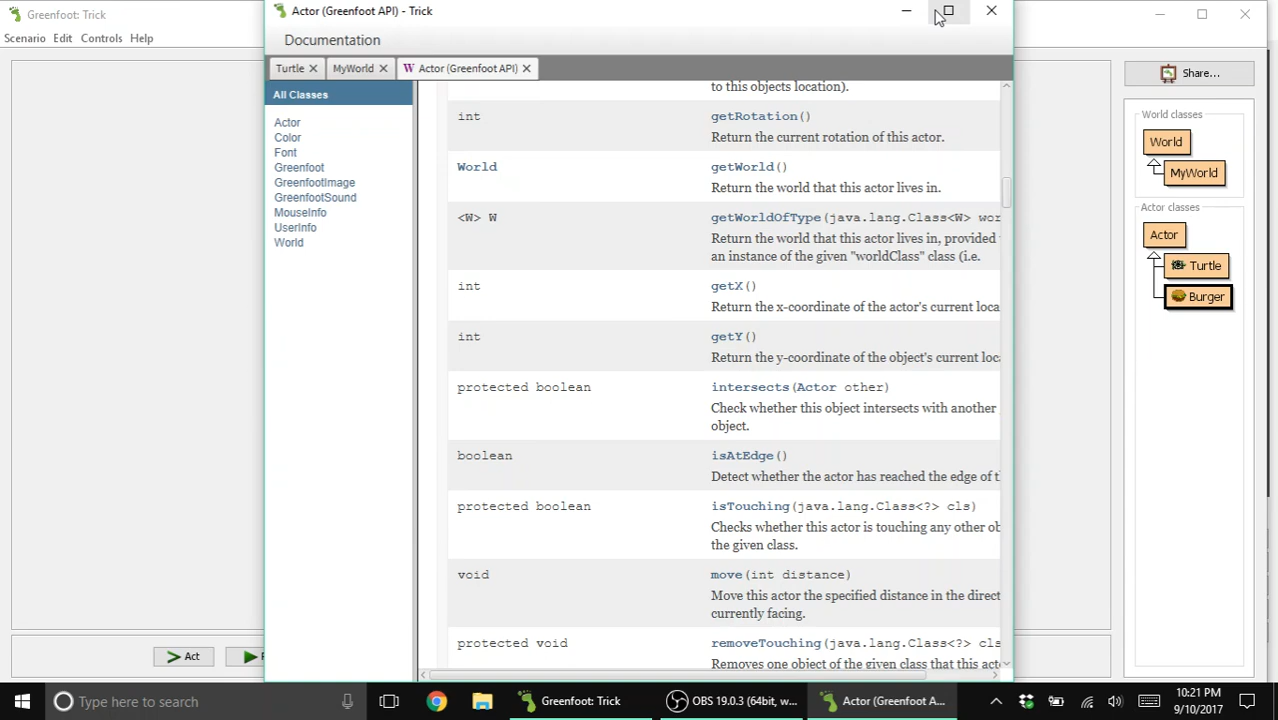 Greenfoot: Trick
Scenario Edit Controls Help
Actor (Greenfoot API) - Trick
Documentation
Turtle MyWorld W Actor (Greenfoot API)
All Classes
Actor
Color
Font
Greenfoot
GreenfootImage
GreenfootSound
MouseInfo
UserInfo
World
to this objects location).
int getRotation()
Return the current rotation of this actor.
World getWorld()
Return the world that this actor lives in.
<W> W getWorldOfType(java.lang.Class<W> wor
Return the world that this actor lives in, provided
an instance of the given "worldClass" class (i.e.
int getX()
Return the x-coordinate of the actor's current loca
int getY()
Return the y-coordinate of the object's current loc
protected boolean intersects(Actor other)
Check whether this object intersects with another
object.
boolean isAtEdge()
Detect whether the actor has reached the edge of t
protected boolean isTouching(java.lang.Class<?> cls)
Checks whether this actor is touching any other ob
the given class.
void move(int distance)
Move this actor the specified distance in the direct
currently facing.
protected void removeTouching(java.lang.Class<?> cls
Removes one object of the given class that this acto
Share...
World classes
World
MyWorld
Actor classes
Actor
Turtle
Burger
Act
Type here to search
Greenfoot: Trick
OBS 19.0.3 (64bit, w...
Actor (Greenfoot A...
10:21 PM
9/10/2017